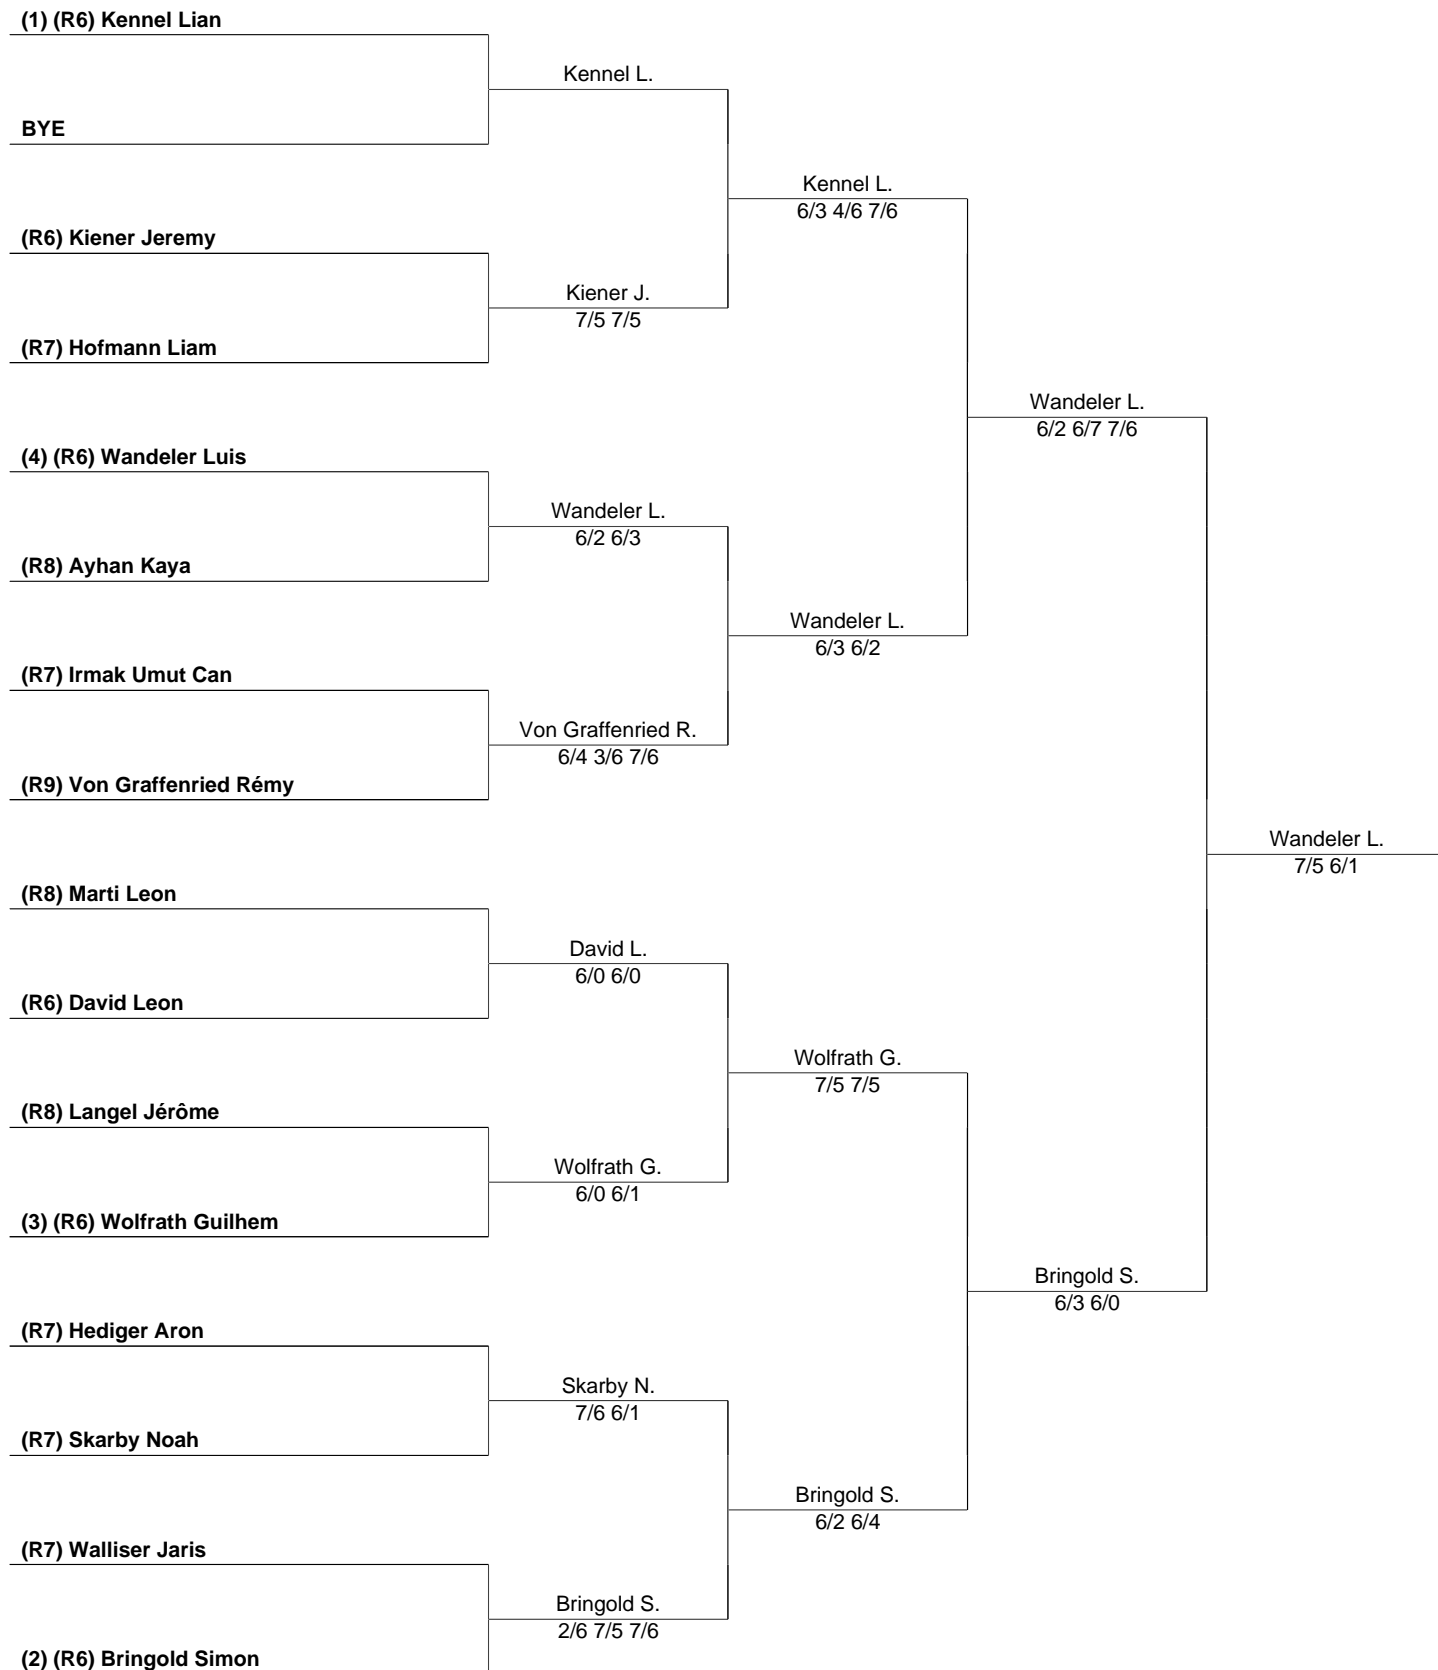 (1) (R6) Kennel Lian
Kennel L.
BYE
Kennel L.
6/3 4/6 7/6
(R6) Kiener Jeremy
Kiener J.
7/5 7/5
(R7) Hofmann Liam
Wandeler L.
6/2 6/7 7/6
(4) (R6) Wandeler Luis
Wandeler L.
6/2 6/3
(R8) Ayhan Kaya
Wandeler L.
6/3 6/2
(R7) Irmak Umut Can
Von Graffenried R.
6/4 3/6 7/6
(R9) Von Graffenried Rémy
Wandeler L.
7/5 6/1
(R8) Marti Leon
David L.
6/0 6/0
(R6) David Leon
Wolfrath G.
7/5 7/5
(R8) Langel Jérôme
Wolfrath G.
6/0 6/1
(3) (R6) Wolfrath Guilhem
Bringold S.
6/3 6/0
(R7) Hediger Aron
Skarby N.
7/6 6/1
(R7) Skarby Noah
Bringold S.
6/2 6/4
(R7) Walliser Jaris
Bringold S.
2/6 7/5 7/6
(2) (R6) Bringold Simon